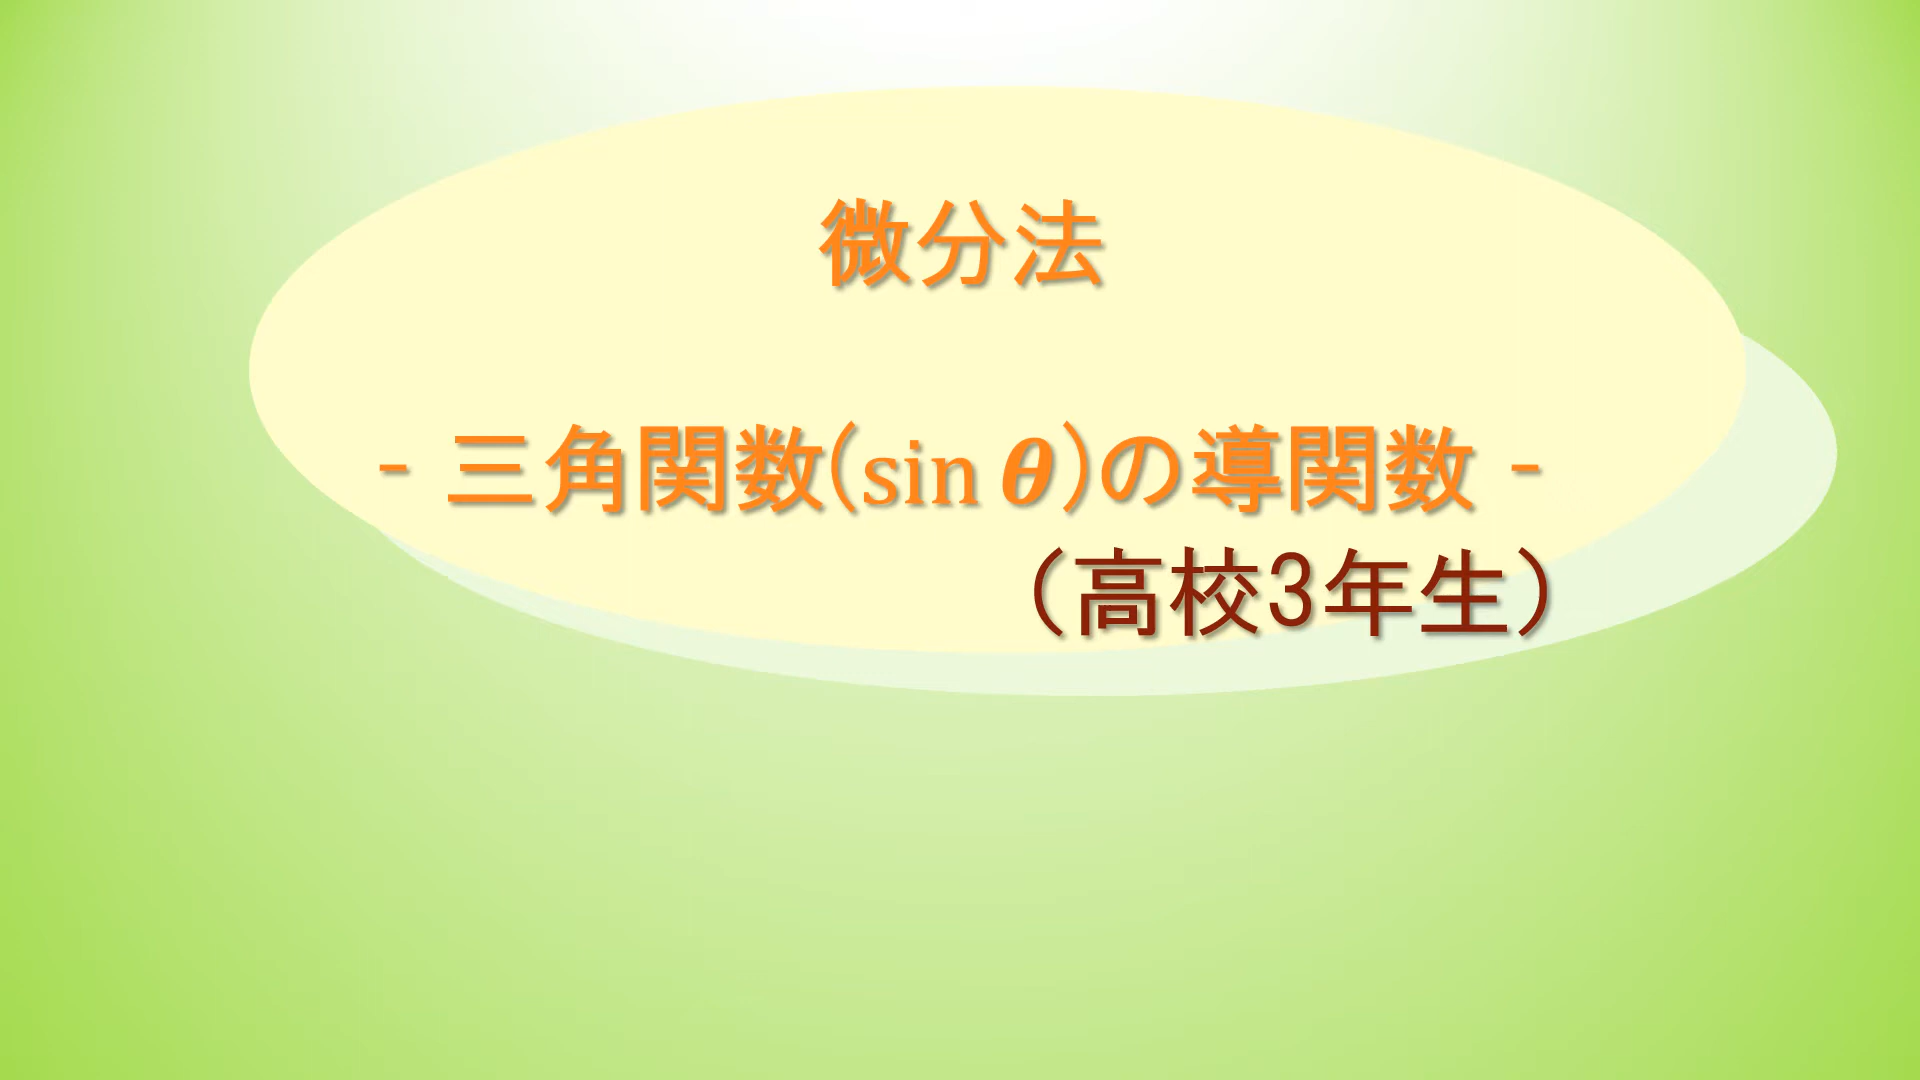 微分法
- 三角関数(sin θ)の導関数 -
（高校3年生）